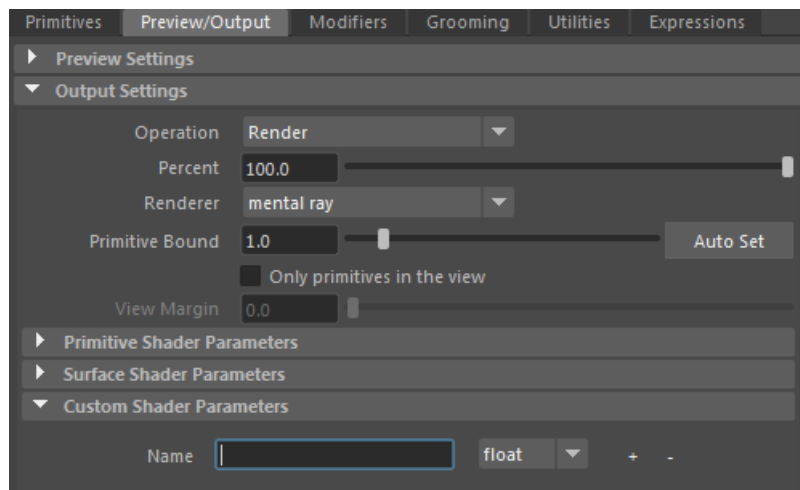 Primitives Preview/Output Modifiers Grooming Utilities Expressions
Preview Settings
Output Settings
Operation Render
Percent 100.0
Renderer mental ray
Primitive Bound 1.0 Auto Set
Only primitives in the view
View Margin 0.0
Primitive Shader Parameters
Surface Shader Parameters
Custom Shader Parameters
Name float + -